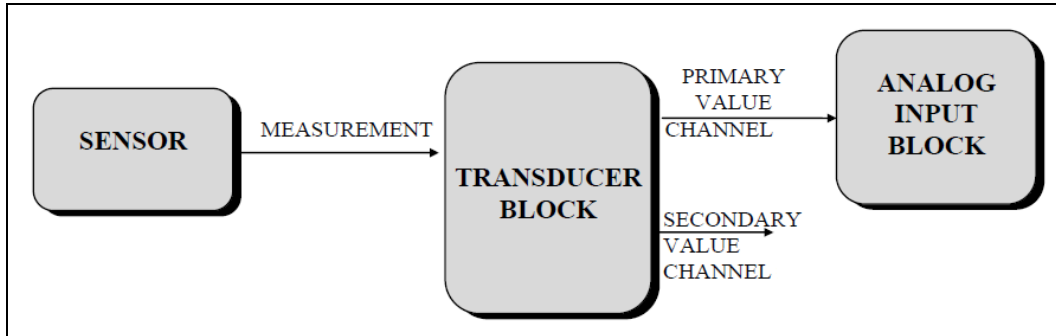 SENSOR
MEASUREMENT
TRANSDUCER
BLOCK
PRIMARY
VALUE
CHANNEL
SECONDARY
VALUE
CHANNEL
ANALOG
INPUT
BLOCK